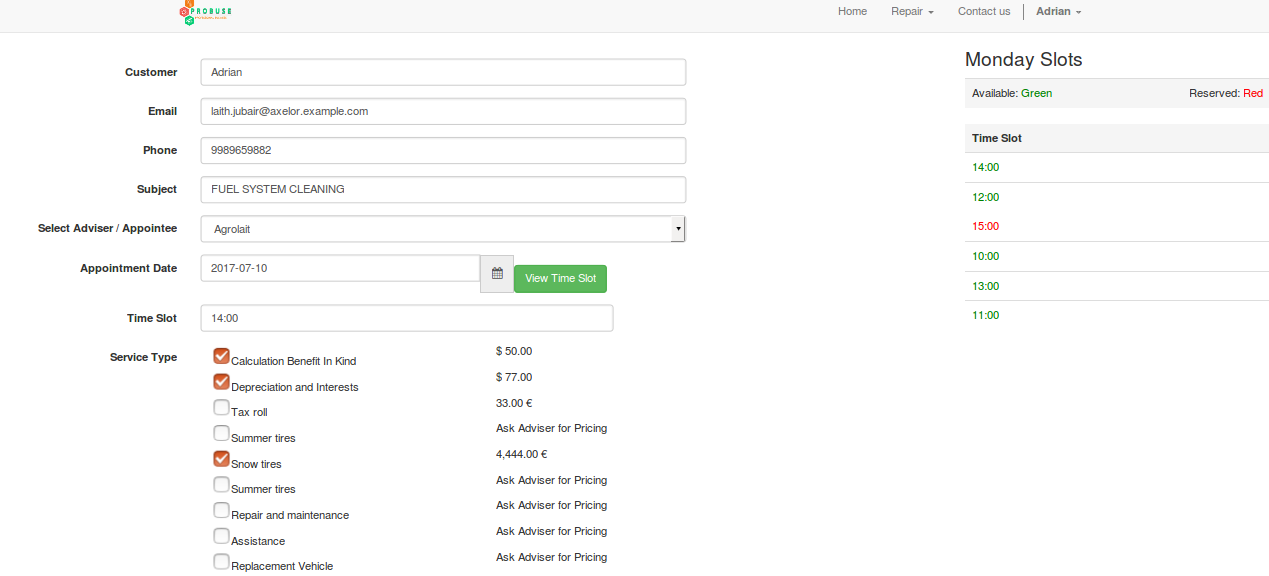 PROBUSE
Home Repair Contact us Adrian
Customer Adrian
Email laith.jubair@axelor.example.com
Phone 9989659882
Subject FUEL SYSTEM CLEANING
Select Adviser / Appointee Agrolait
Appointment Date 2017-07-10 View Time Slot
Time Slot 14:00
Service Type
Calculation Benefit In Kind $ 50.00
Depreciation and Interests $ 77.00
Tax roll 33.00 €
Summer tires Ask Adviser for Pricing
Snow tires 4,444.00 €
Summer tires Ask Adviser for Pricing
Repair and maintenance Ask Adviser for Pricing
Assistance Ask Adviser for Pricing
Replacement Vehicle Ask Adviser for Pricing
Monday Slots
Available: Green Reserved: Red
Time Slot
14:00
12:00
15:00
10:00
13:00
11:00